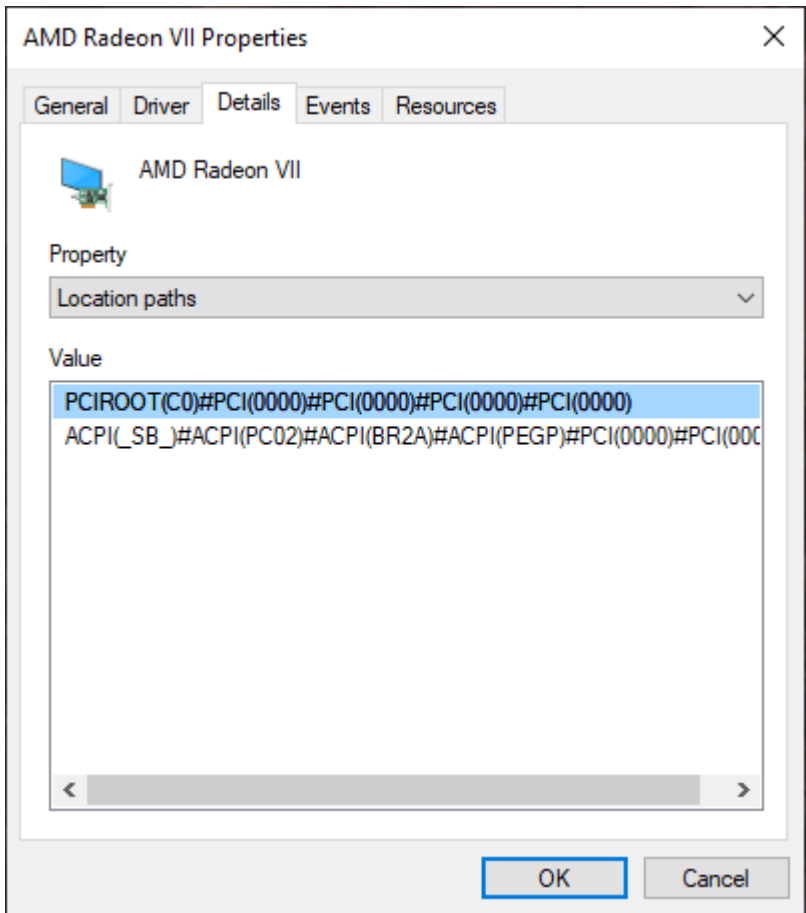 AMD Radeon VII Properties
General Driver Details Events Resources
AMD Radeon VII
Property
Location paths
Value
PCIROOT(C0)#PCI(0000)#PCI(0000)#PCI(0000)#PCI(0000)
ACPI(_SB_)#ACPI(PC02)#ACPI(BR2A)#ACPI(PEGP)#PCI(0000)#PCI(000
OK Cancel